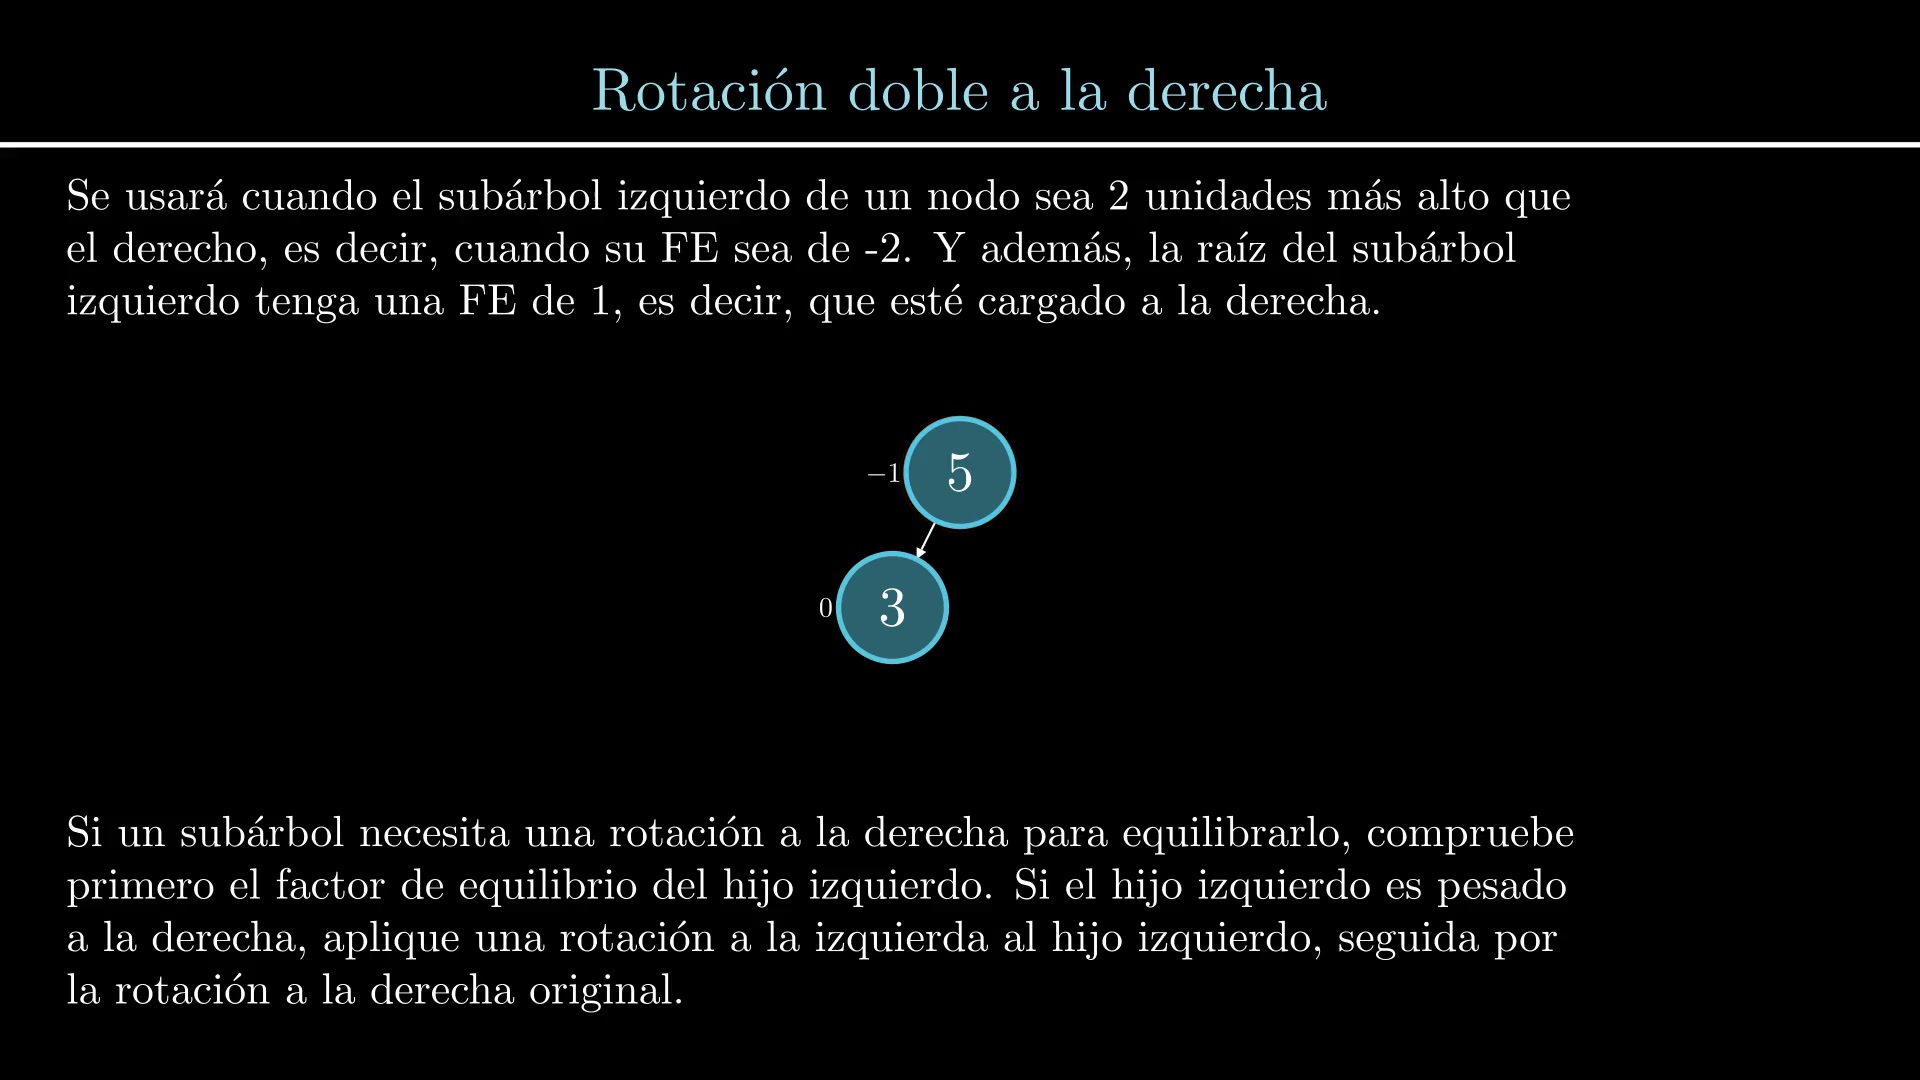 Rotación doble a la derecha
Se usará cuando el subárbol izquierdo de un nodo sea 2 unidades más alto que
el derecho, es decir, cuando su FE sea de -2. Y además, la raíz del subárbol
izquierdo tenga una FE de 1, es decir, que esté cargado a la derecha.
−1 5
0 3
Si un subárbol necesita una rotación a la derecha para equilibrarlo, compruebe
primero el factor de equilibrio del hijo izquierdo. Si el hijo izquierdo es pesado
a la derecha, aplique una rotación a la izquierda al hijo izquierdo, seguida por
la rotación a la derecha original.